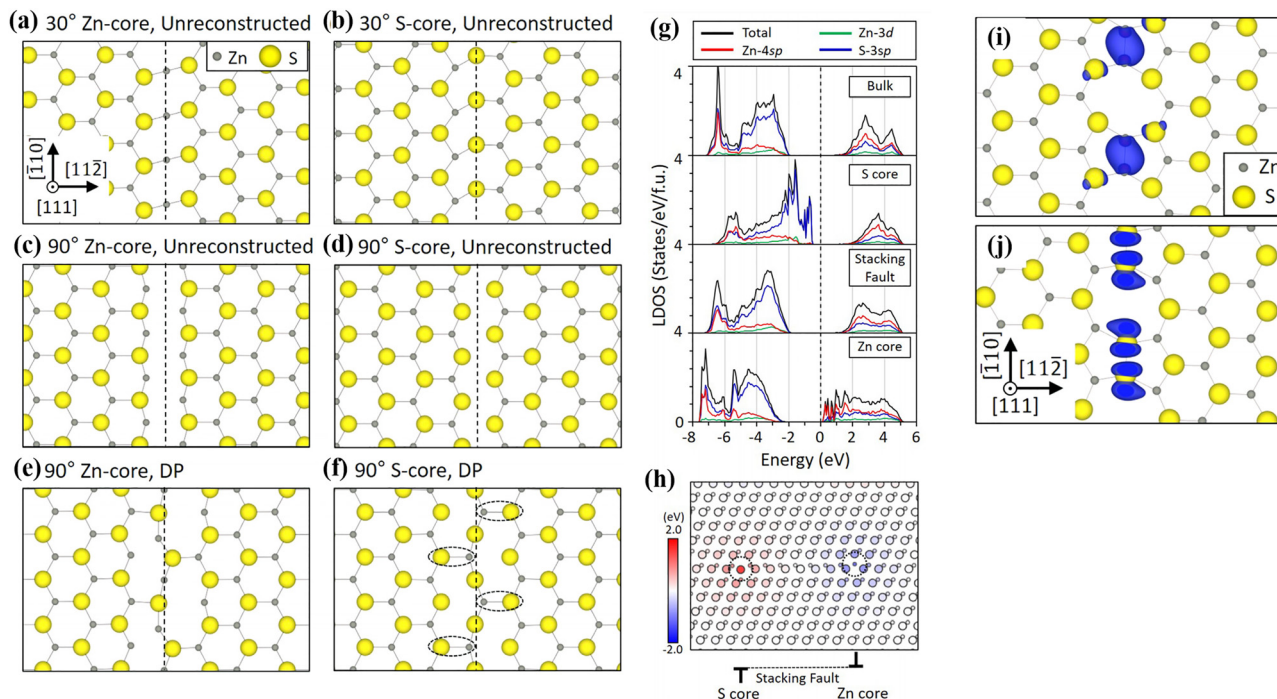 (a) 30° Zn-core, Unreconstructed
Zn S
[1̄10]
[112̄]
[111]
(b) 30° S-core, Unreconstructed
(c) 90° Zn-core, Unreconstructed
(d) 90° S-core, Unreconstructed
(e) 90° Zn-core, DP
(f) 90° S-core, DP
(g)
Total Zn-3d
Zn-4sp S-3sp
LDOS (States/eV/f.u.)
4
Bulk
4
S core
4
Stacking
Fault
4
Zn core
0
-8 -6 -4 -2 0 2 4 6
Energy (eV)
(h)
(eV)
2.0
-2.0
Stacking Fault
S core Zn core
(i)
Zn
S
(j)
[1̄10]
[112̄]
[111]